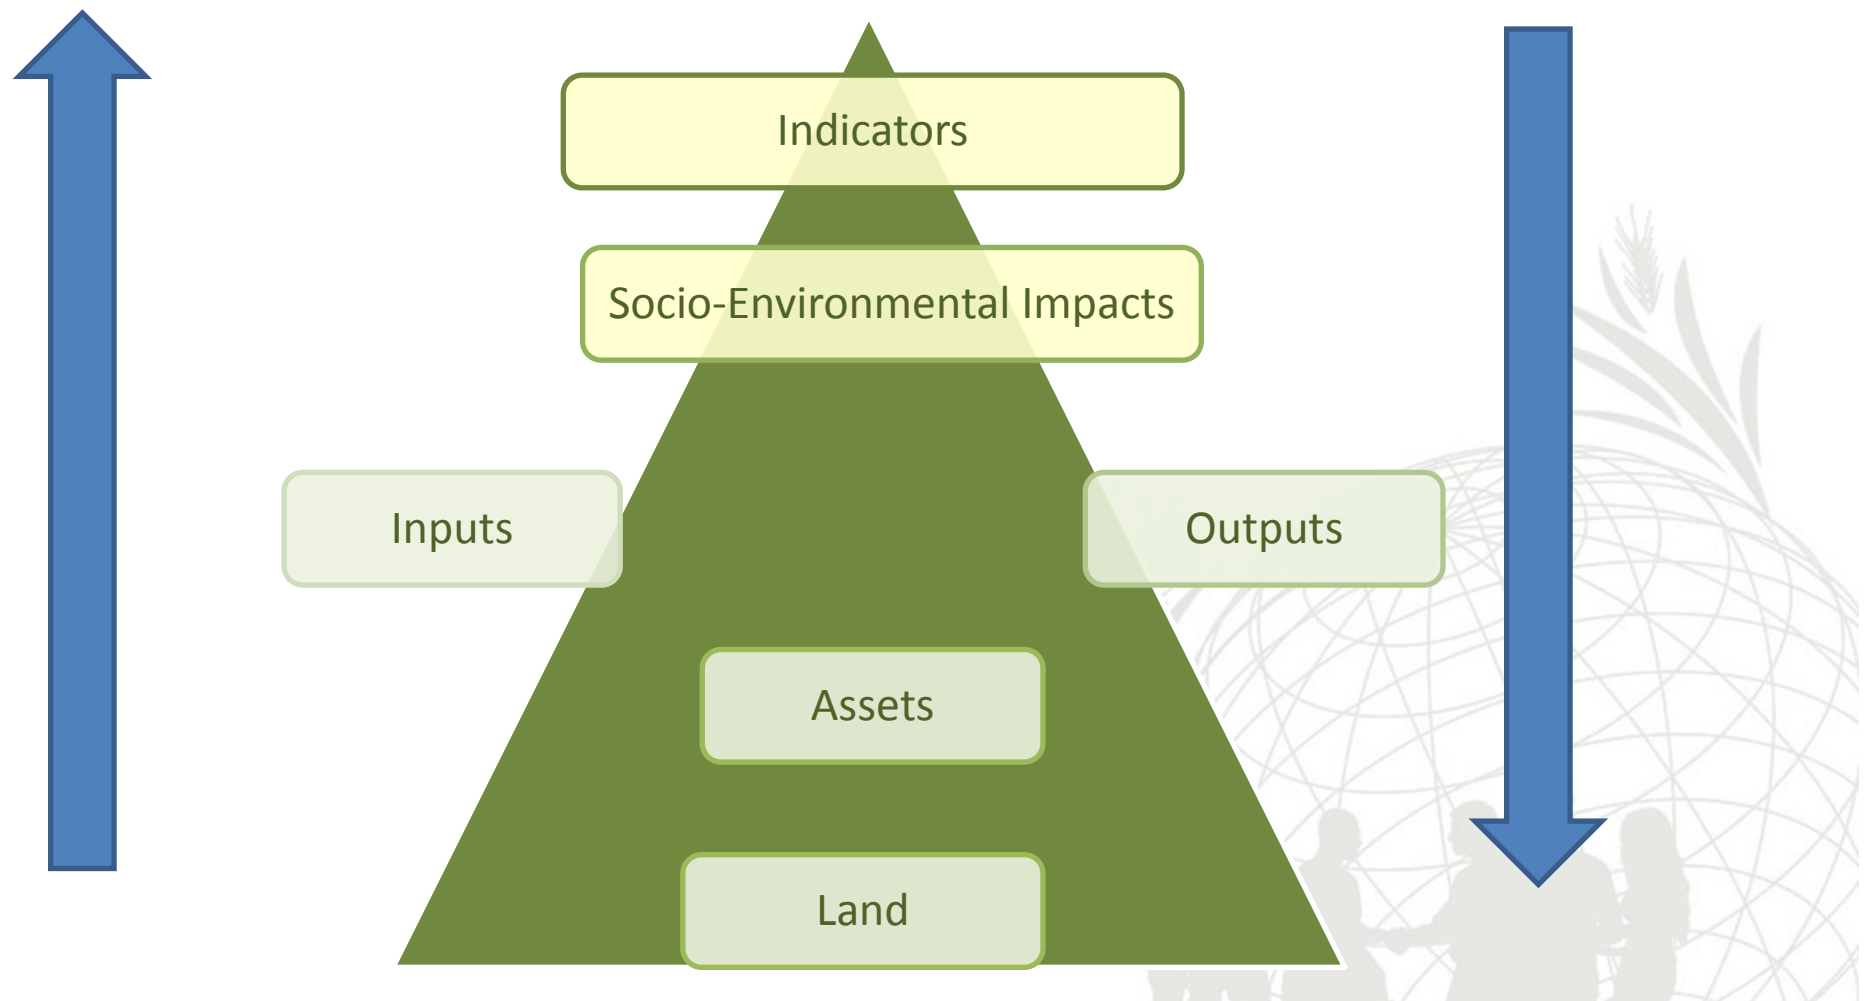 Indicators
Socio-Environmental Impacts
Inputs
Outputs
Assets
Land